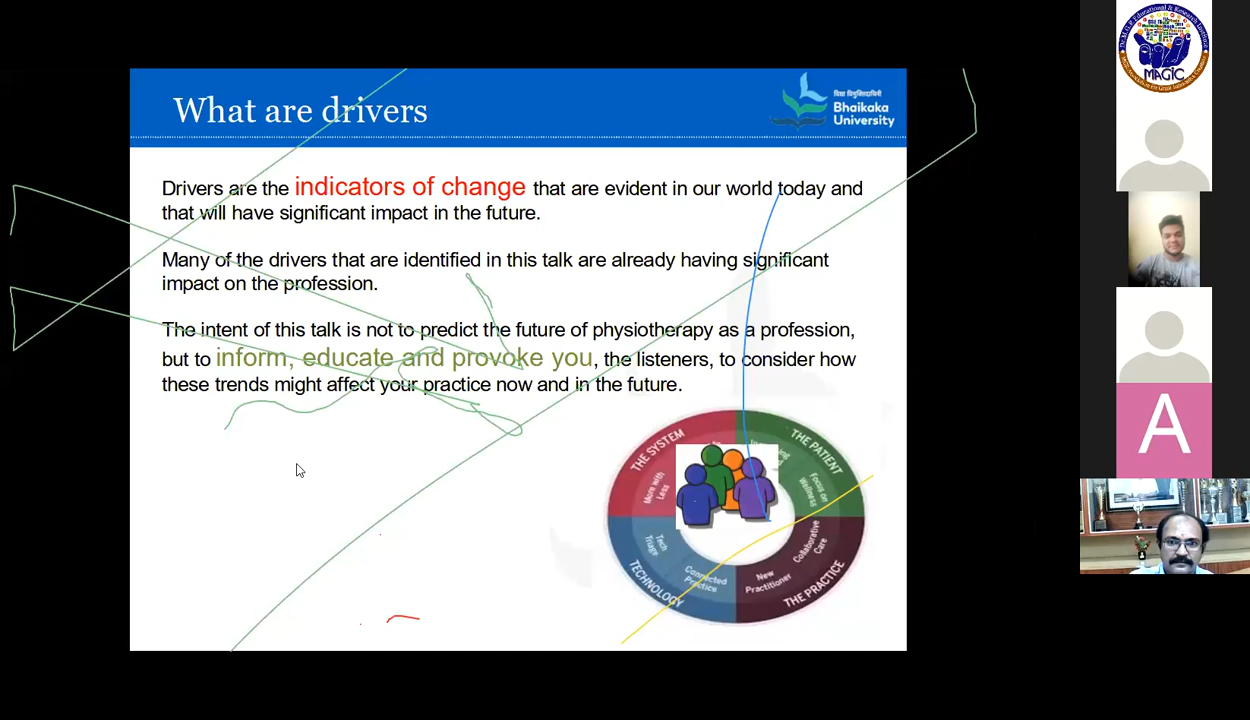 What are drivers
विद्या विनयाधिदायिनी
Bhaikaka
University
Drivers are the indicators of change that are evident in our world today and
that will have significant impact in the future.
Many of the drivers that are identified in this talk are already having significant
impact on the profession.
The intent of this talk is not to predict the future of physiotherapy as a profession,
but to inform, educate and provoke you, the listeners, to consider how
these trends might affect your practice now and in the future.
THE SYSTEM
THE PATIENT
More with
Less
Focus on
Wellness
Tech
Triage
Collaborative
Care
Connected
Practice
New
Practitioner
TECHNOLOGY
THE PRACTICE
MAGIC
A